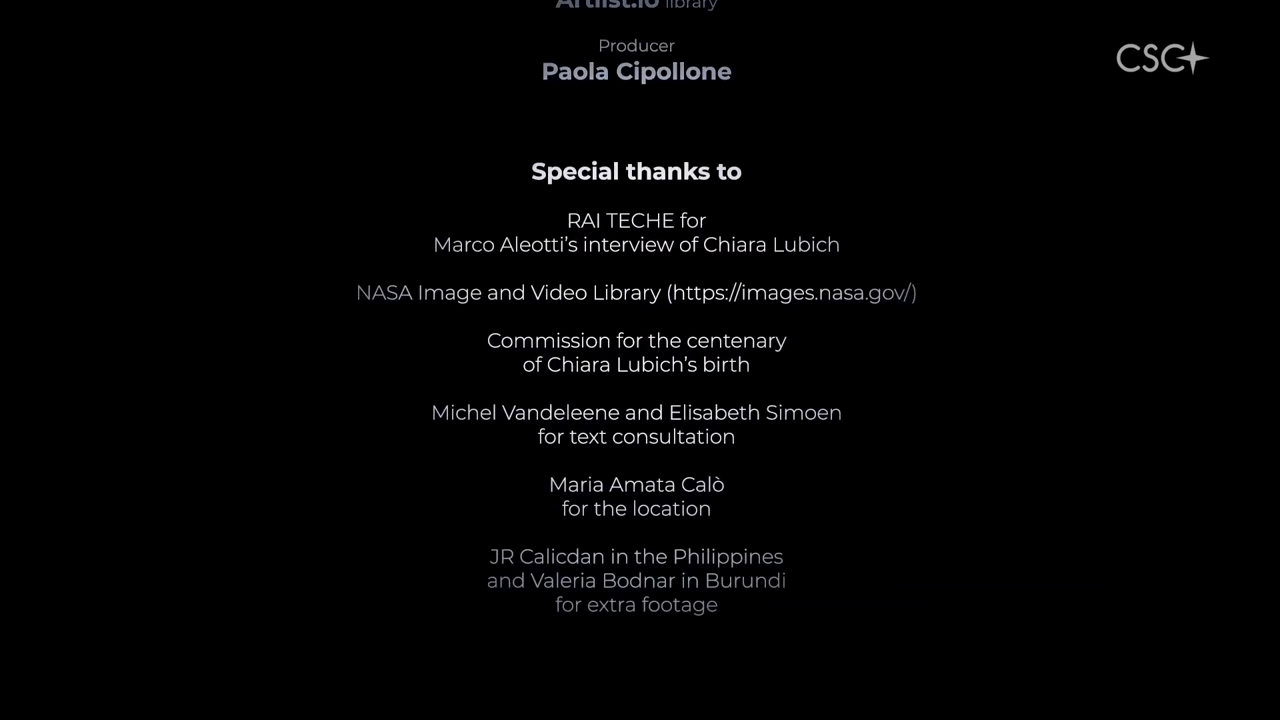 Artlist.io library
Producer
Paola Cipollone
CSC
Special thanks to
RAI TECHE for
Marco Aleotti's interview of Chiara Lubich
NASA Image and Video Library (https://images.nasa.gov/)
Commission for the centenary
of Chiara Lubich's birth
Michel Vandeleene and Elisabeth Simoen
for text consultation
Maria Amata Calò
for the location
JR Calicdan in the Philippines
and Valeria Bodnar in Burundi
for extra footage